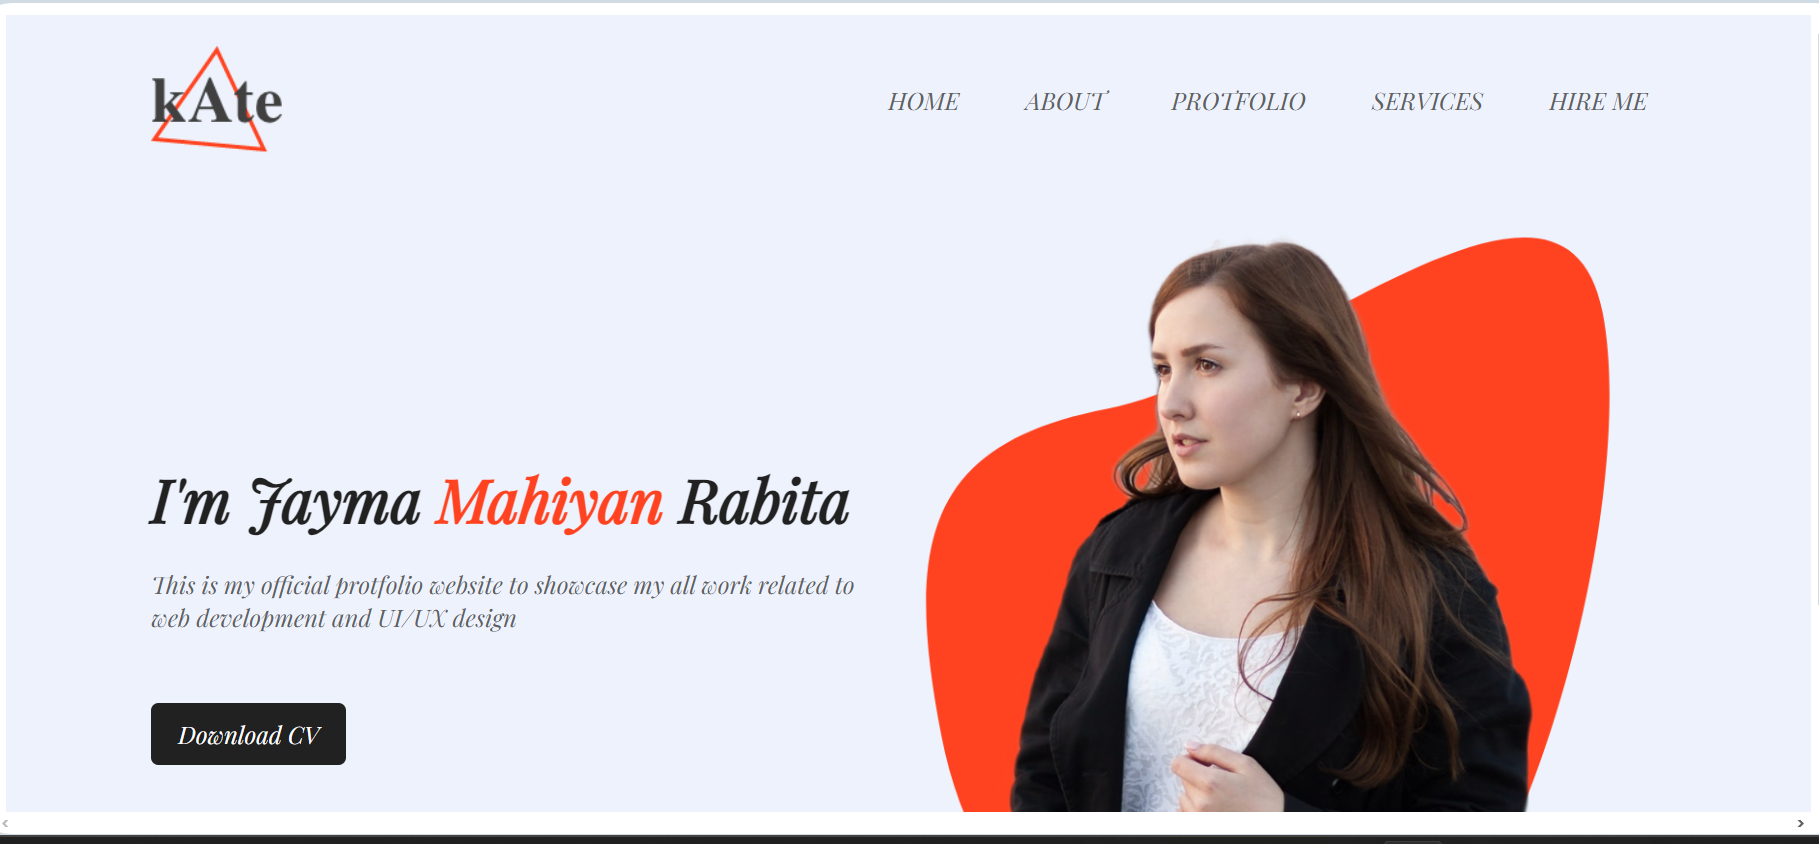 kAte
HOME ABOUT PROTFOLIO SERVICES HIRE ME
I'm Jayma Mahiyan Rabita
This is my official protfolio website to showcase my all work related to
web development and UI/UX design
Download CV